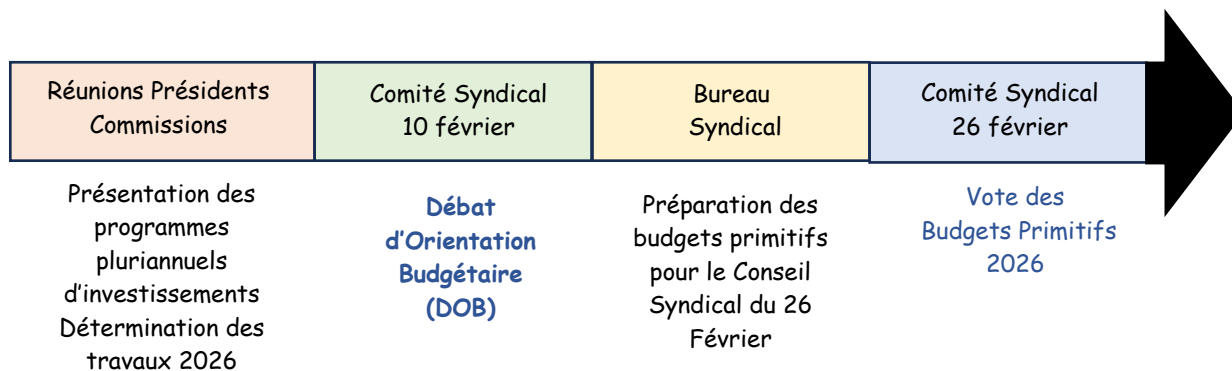 Réunions Présidents
Commissions
Comité Syndical
10 février
Bureau
Syndical
Comité Syndical
26 février
Présentation des
programmes
pluriannuels
d'investissements
Détermination des
travaux 2026
Débat
d'Orientation
Budgétaire
(DOB)
Préparation des
budgets primitifs
pour le Conseil
Syndical du 26
Février
Vote des
Budgets Primitifs
2026